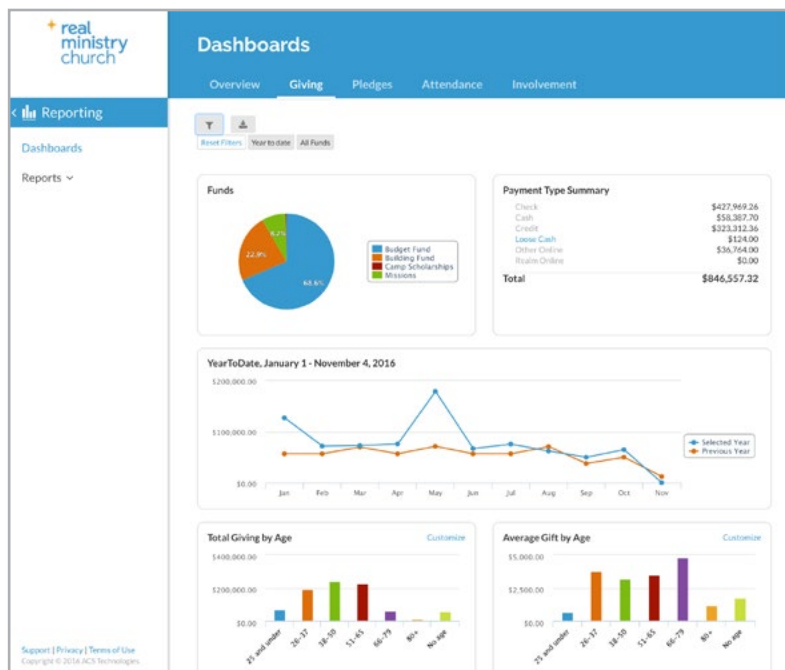 real
ministry
church
Dashboards
Overview Giving Pledges Attendance Involvement
Reporting
Dashboards
Reports
Reset Filters Year to date All Funds
Funds
8.2%
22.9%
68.6%
Budget Fund
Building Fund
Camp Scholarships
Missions
Payment Type Summary
Check $427,969.26
Cash $58,387.70
Credit $323,312.36
Loose Cash $124.00
Other Online $36,764.00
Realm Online $0.00
Total $846,557.32
YearToDate, January 1 - November 4, 2016
$200,000.00
$100,000.00
$0.00
Jan Feb Mar Apr May Jun Jul Aug Sep Oct Nov
Selected Year
Previous Year
Total Giving by Age Customize
$400,000.00
$200,000.00
$0.00
25 and under 26-37 38-50 51-65 66-79 80+ No age
Average Gift by Age Customize
$5,000.00
$2,500.00
$0.00
25 and under 26-37 38-50 51-65 66-79 80+ No age
Support | Privacy | Terms of Use
Copyright © 2016 ACS Technologies